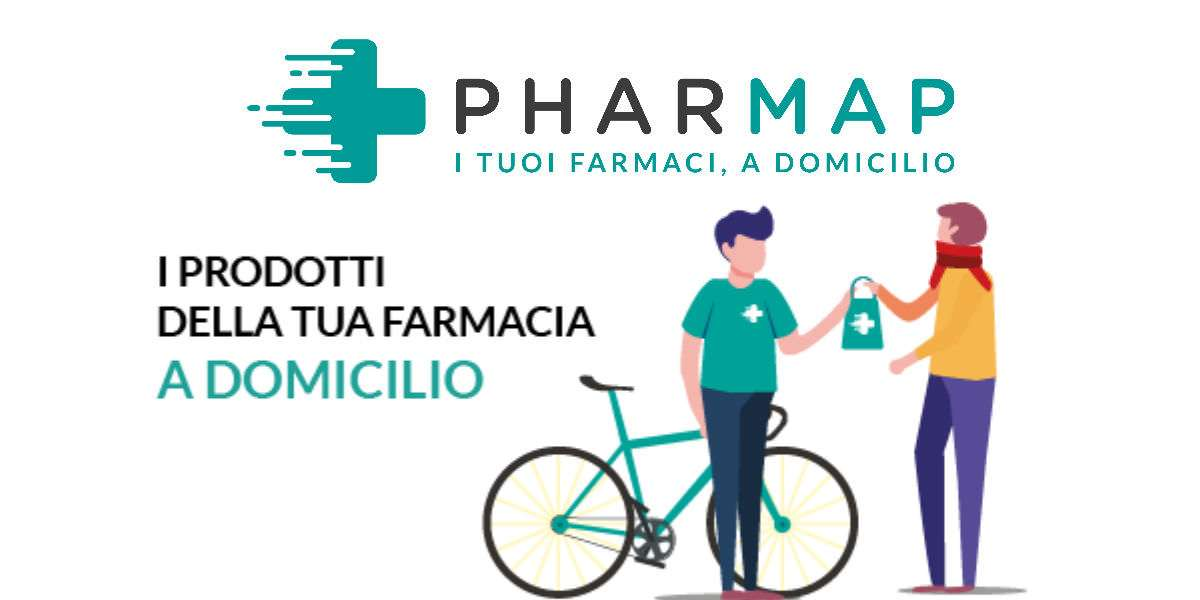 PHARMAP
I TUOI FARMACI, A DOMICILIO
I PRODOTTI
DELLA TUA FARMACIA
A DOMICILIO